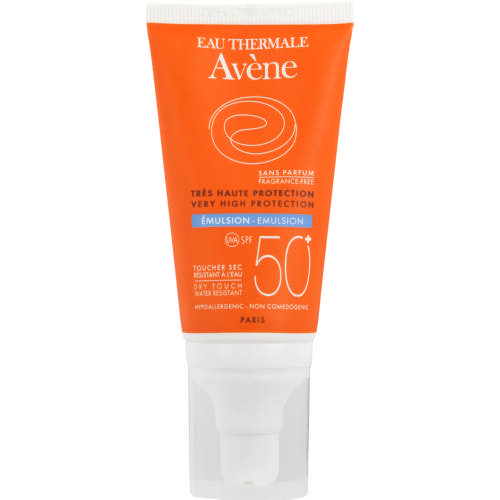 EAU THERMALE
Avène
SANS PARFUM
FRAGRANCE-FREE
TRÈS HAUTE PROTECTION
VERY HIGH PROTECTION
ÉMULSION - EMULSION
UVA SPF 50+
TOUCHER SEC
RÉSISTANT À L'EAU
DRY TOUCH
WATER RESISTANT
HYPOALLERGENIC - NON COMEDOGENIC
PARIS